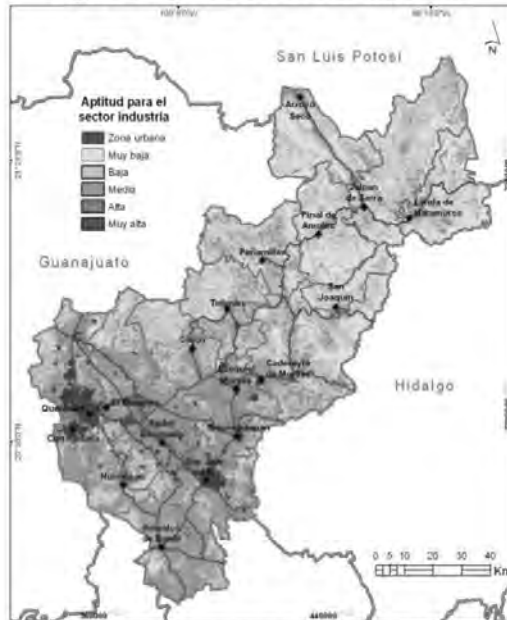 San Luis Potosí
N
Aptitud para el
sector industria
Zona urbana
Muy baja
Baja
Media
Alta
Muy alta
Arroyo
Seco
Jalpan
de Serra
Landa de
Matamoros
Pinal de
Amoles
Guanajuato
Peñamiller
San
Joaquín
Tolimán
Colón
Cadereyta
de Montes
Ezequiel
Montes
Hidalgo
El Marqués
Pedro
Escobedo
Tequisquiapan
San Juan
Huimilpan
Amealco
de Bonfil
0 5 10 20 30 40
Km